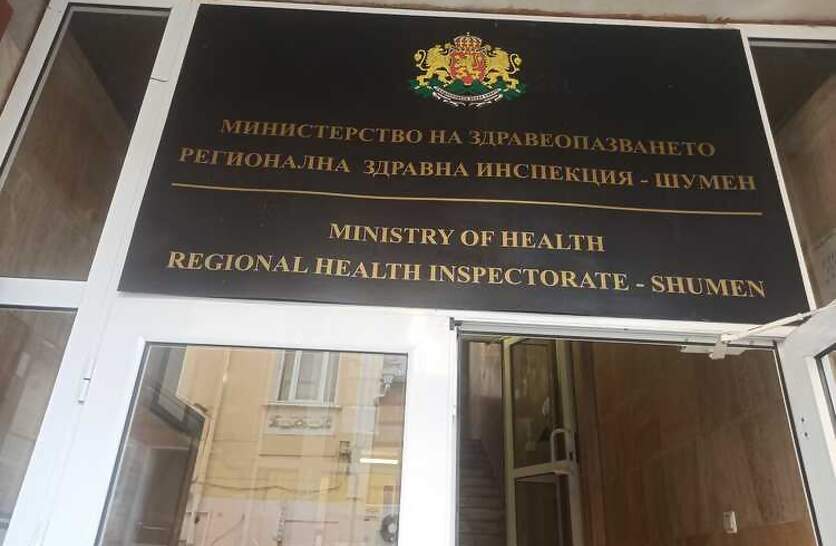 МИНИСТЕРСТВО НА ЗДРАВЕОПАЗВАНЕТО
РЕГИОНАЛНА ЗДРАВНА ИНСПЕКЦИЯ - ШУМЕН
MINISTRY OF HEALTH
REGIONAL HEALTH INSPECTORATE - SHUMEN